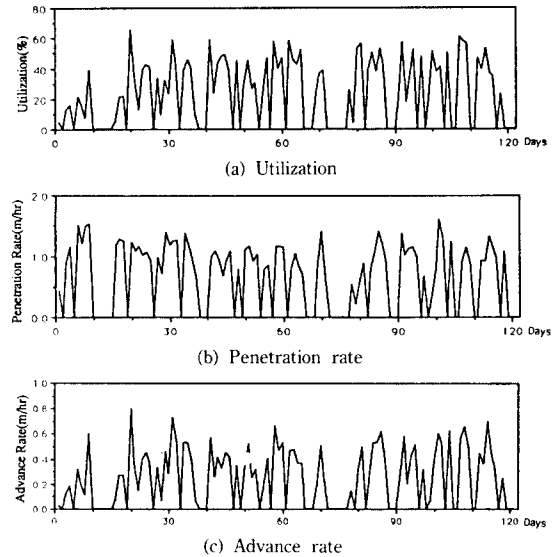 80
60
40
20
0
Utilization(%)
0 30 60 90 120 Days
(a) Utilization
2.0
1.0
0.0
Penetration Rate(m/hr)
0 30 60 90 120 Days
(b) Penetration rate
1.0
0.8
0.6
0.4
0.2
0.0
Advance Rate(m/hr)
0 30 60 90 120 Days
(c) Advance rate